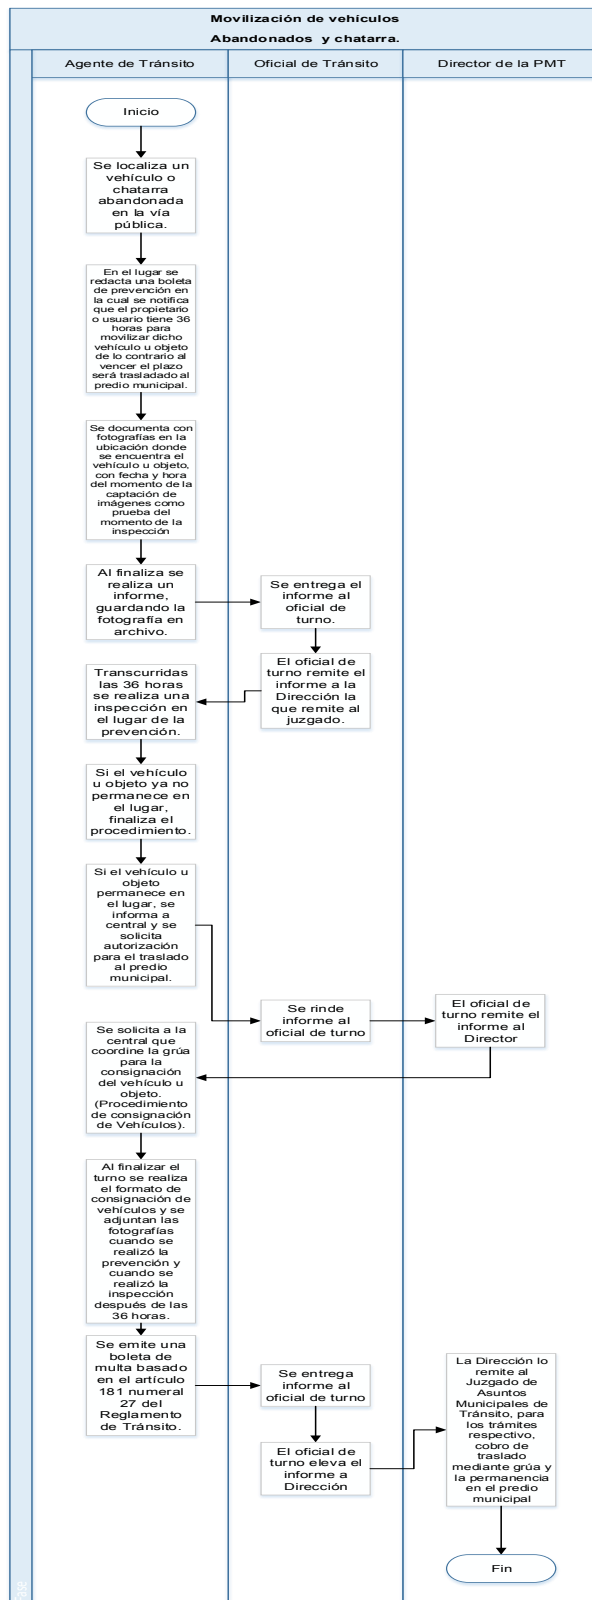 Movilización de vehículos
Abandonados y chatarra.
Agente de Tránsito
Oficial de Tránsito
Director de la PMT
Inicio
Se localiza un
vehículo o
chatarra
abandonada
en la vía
pública.
En el lugar se
redacta una boleta
de prevención en
la cual se notifica
que el propietario
o usuario tiene 36
horas para
movilizar dicho
vehículo u objeto
de lo contrario al
vencer el plazo
será trasladado al
predio municipal.
Se documenta con
fotografías en la
ubicación donde
se encuentra el
vehículo u objeto,
con fecha y hora
del momento de la
captación de
imágenes como
prueba del
momento de la
inspección
Al finaliza se
realiza un
informe,
guardando la
fotografía en
archivo.
Se entrega el
informe al
oficial de
turno.
El oficial de
turno remite el
informe a la
Dirección la
que remite al
juzgado.
Transcurridas
las 36 horas
se realiza una
inspección en
el lugar de la
prevención.
Si el vehículo
u objeto ya no
permanece en
el lugar,
finaliza el
procedimiento.
Si el vehículo u
objeto
permanece en
el lugar, se
informa a
central y se
solicita
autorización
para el traslado
al predio
municipal.
Se rinde
informe al
oficial de turno
El oficial de
turno remite el
informe al
Director
Se solicita a la
central que
coordine la grúa
para la
consignación
del vehículo u
objeto.
(Procedimiento
de consignación
de Vehículos).
Al finalizar el
turno se realiza
el formato de
consignación de
vehículos y se
adjuntan las
fotografías
cuando se
realizó la
prevención y
cuando se
realizó la
inspección
después de las
36 horas.
Se emite una
boleta de
multa basado
en el artículo
181 numeral
27 del
Reglamento
de Tránsito.
Se entrega
informe al
oficial de turno
El oficial de
turno eleva el
informe a
Dirección
La Dirección lo
remite al
Juzgado de
Asuntos
Municipales de
Tránsito, para
los trámites
respectivo,
cobro de
traslado
mediante grúa y
la permanencia
en el predio
municipal
Fin
Fase